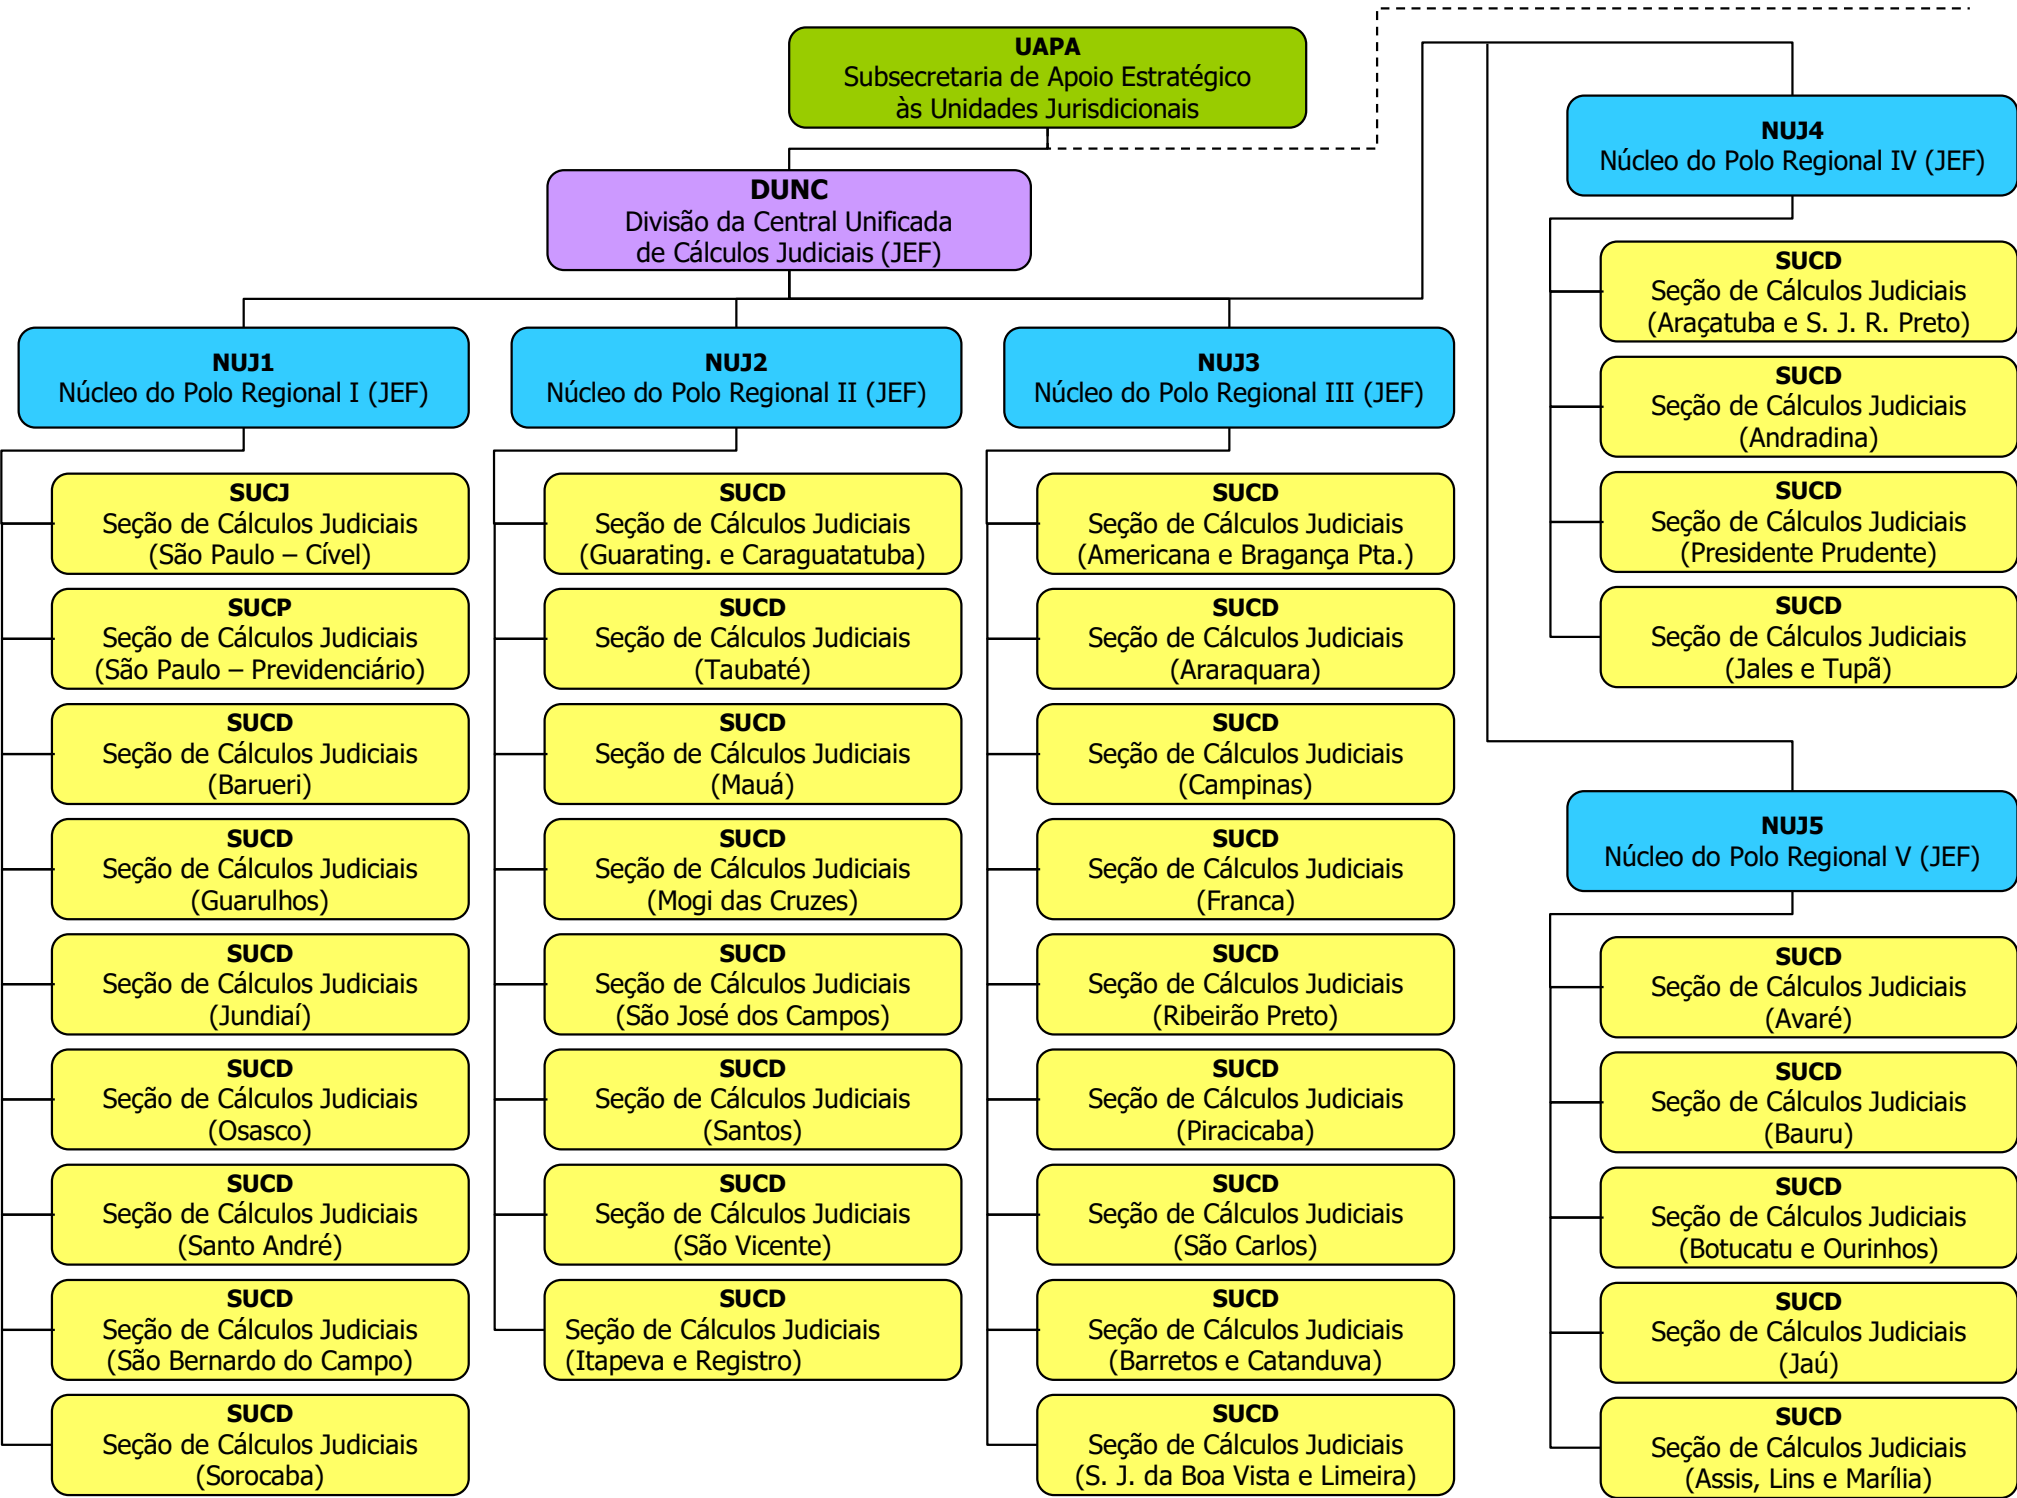 UAPA
Subsecretaria de Apoio Estratégico
às Unidades Jurisdicionais
DUNC
Divisão da Central Unificada
de Cálculos Judiciais (JEF)
NUJ1
Núcleo do Polo Regional I (JEF)
SUCJ
Seção de Cálculos Judiciais
(São Paulo – Cível)
SUCP
Seção de Cálculos Judiciais
(São Paulo – Previdenciário)
SUCD
Seção de Cálculos Judiciais
(Barueri)
SUCD
Seção de Cálculos Judiciais
(Guarulhos)
SUCD
Seção de Cálculos Judiciais
(Jundiaí)
SUCD
Seção de Cálculos Judiciais
(Osasco)
SUCD
Seção de Cálculos Judiciais
(Santo André)
SUCD
Seção de Cálculos Judiciais
(São Bernardo do Campo)
SUCD
Seção de Cálculos Judiciais
(Sorocaba)
NUJ2
Núcleo do Polo Regional II (JEF)
SUCD
Seção de Cálculos Judiciais
(Guarating. e Caraguatatuba)
SUCD
Seção de Cálculos Judiciais
(Taubaté)
SUCD
Seção de Cálculos Judiciais
(Mauá)
SUCD
Seção de Cálculos Judiciais
(Mogi das Cruzes)
SUCD
Seção de Cálculos Judiciais
(São José dos Campos)
SUCD
Seção de Cálculos Judiciais
(Santos)
SUCD
Seção de Cálculos Judiciais
(São Vicente)
SUCD
Seção de Cálculos Judiciais
(Itapeva e Registro)
NUJ3
Núcleo do Polo Regional III (JEF)
SUCD
Seção de Cálculos Judiciais
(Americana e Bragança Pta.)
SUCD
Seção de Cálculos Judiciais
(Araraquara)
SUCD
Seção de Cálculos Judiciais
(Campinas)
SUCD
Seção de Cálculos Judiciais
(Franca)
SUCD
Seção de Cálculos Judiciais
(Ribeirão Preto)
SUCD
Seção de Cálculos Judiciais
(Piracicaba)
SUCD
Seção de Cálculos Judiciais
(São Carlos)
SUCD
Seção de Cálculos Judiciais
(Barretos e Catanduva)
SUCD
Seção de Cálculos Judiciais
(S. J. da Boa Vista e Limeira)
NUJ4
Núcleo do Polo Regional IV (JEF)
SUCD
Seção de Cálculos Judiciais
(Araçatuba e S. J. R. Preto)
SUCD
Seção de Cálculos Judiciais
(Andradina)
SUCD
Seção de Cálculos Judiciais
(Presidente Prudente)
SUCD
Seção de Cálculos Judiciais
(Jales e Tupã)
NUJ5
Núcleo do Polo Regional V (JEF)
SUCD
Seção de Cálculos Judiciais
(Avaré)
SUCD
Seção de Cálculos Judiciais
(Bauru)
SUCD
Seção de Cálculos Judiciais
(Botucatu e Ourinhos)
SUCD
Seção de Cálculos Judiciais
(Jaú)
SUCD
Seção de Cálculos Judiciais
(Assis, Lins e Marília)